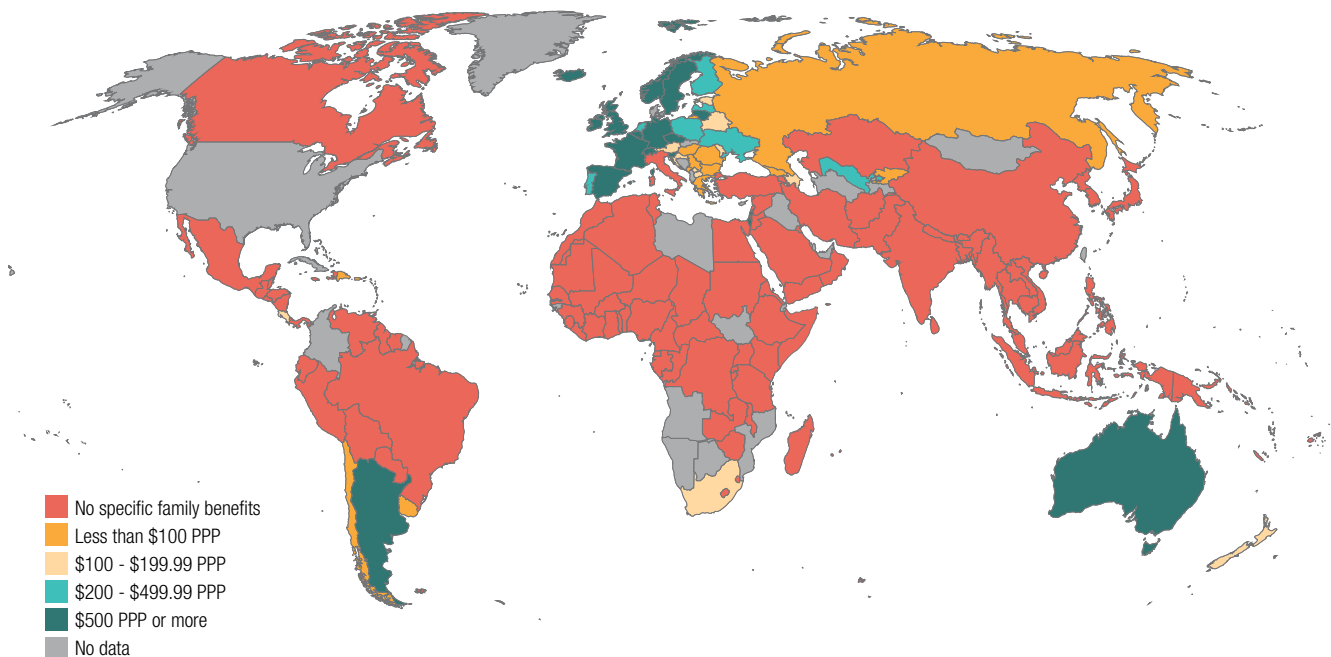 No specific family benefits
Less than $100 PPP
$100 - $199.99 PPP
$200 - $499.99 PPP
$500 PPP or more
No data